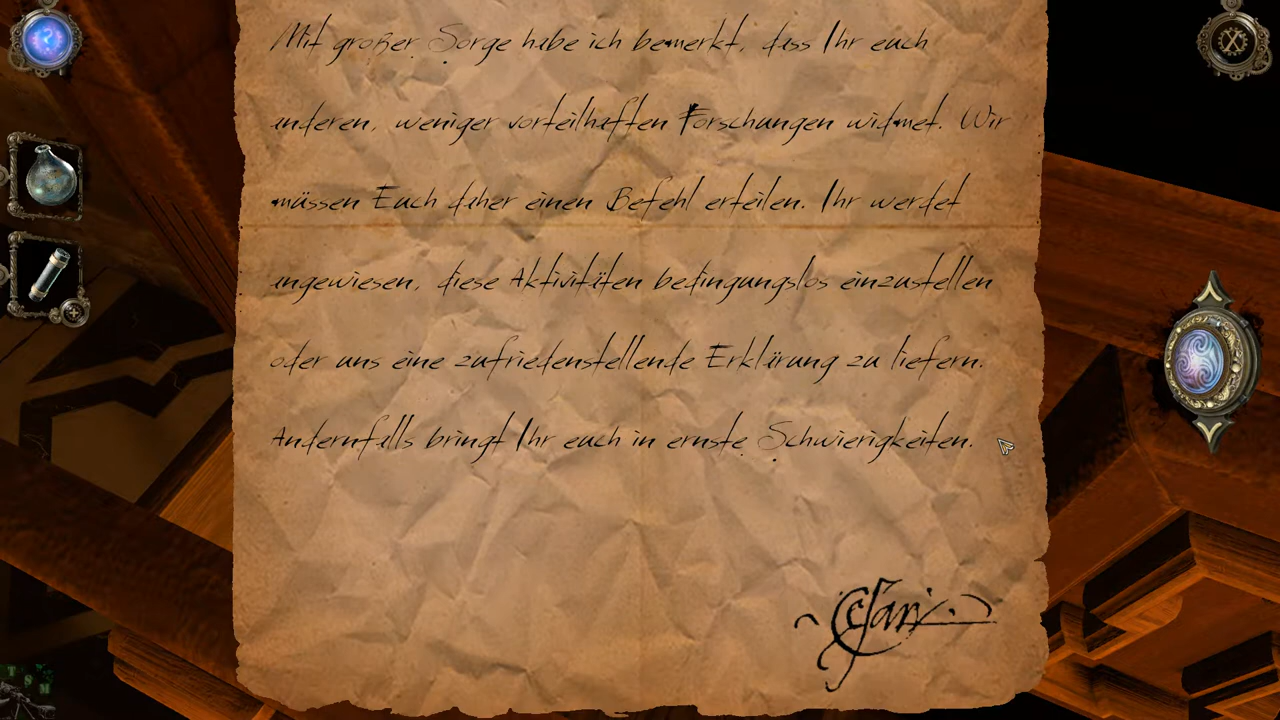 Mit großer Sorge habe ich bemerkt, dass Ihr euch
anderen, weniger vorteilhaften Forschungen widmet. Wir
müssen Euch daher einen Befehl erteilen. Ihr werdet
angewiesen, diese Aktivitäten bedingungslos einzustellen
oder uns eine zufriedenstellende Erklärung zu liefern.
Andernfalls bringt Ihr euch in ernste Schwierigkeiten.
T S M